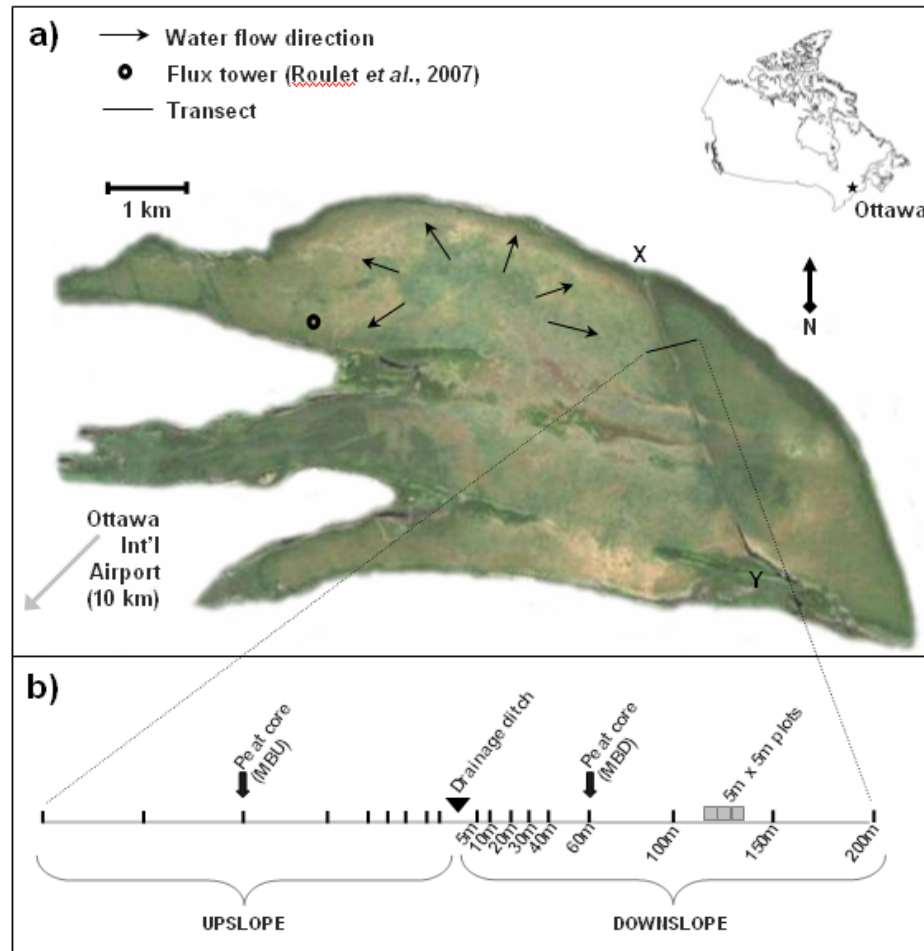 a)
Water flow direction
Flux tower (Roulet et al., 2007)
Transect
1 km
Ottawa
X
N
Ottawa
Int'l
Airport
(10 km)
Y
b)
Peat core
(MBU)
Drainage ditch
Peat core
(MBD)
5m x 5m plots
5m
10m
20m
30m
40m
60m
100m
150m
200m
UPSLOPE
DOWNSLOPE